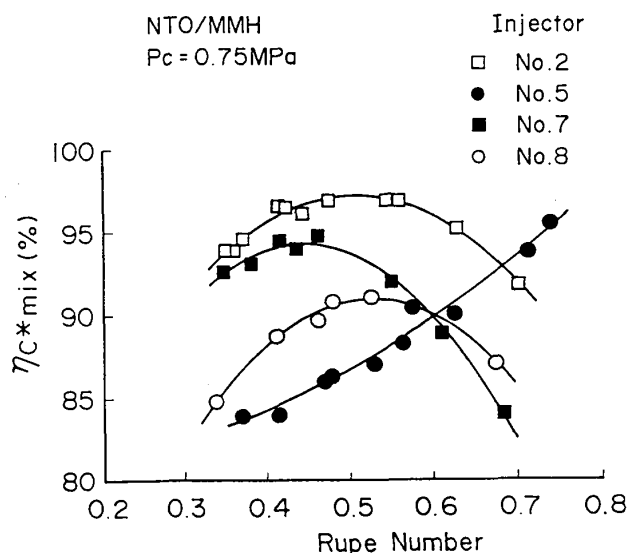 NTO/MMH
Pc = 0.75MPa
Injector
No.2
No.5
No.7
No.8
100
95
90
85
80
ηC*mix (%)
0.2 0.3 0.4 0.5 0.6 0.7 0.8
Rupe Number